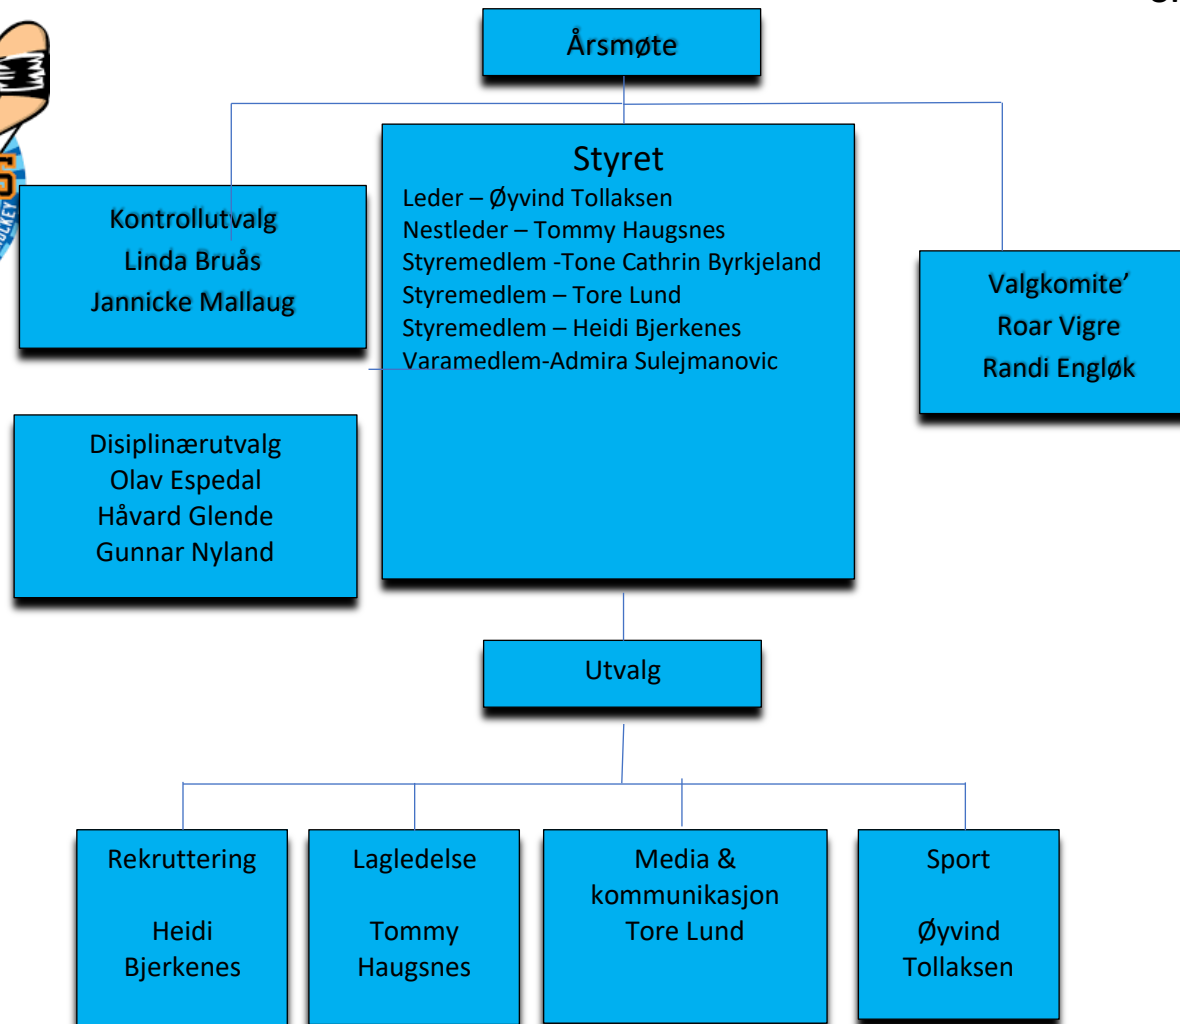 Årsmøte
Styret
Leder – Øyvind Tollaksen
Nestleder – Tommy Haugsnes
Styremedlem -Tone Cathrin Byrkjeland
Styremedlem – Tore Lund
Styremedlem – Heidi Bjerkenes
Varamedlem-Admira Sulejmanovic
Kontrollutvalg
Linda Bruås
Jannicke Mallaug
Valgkomite’
Roar Vigre
Randi Engløk
Disiplinærutvalg
Olav Espedal
Håvard Glende
Gunnar Nyland
Utvalg
Rekruttering
Heidi
Bjerkenes
Lagledelse
Tommy
Haugsnes
Media &
kommunikasjon
Tore Lund
Sport
Øyvind
Tollaksen